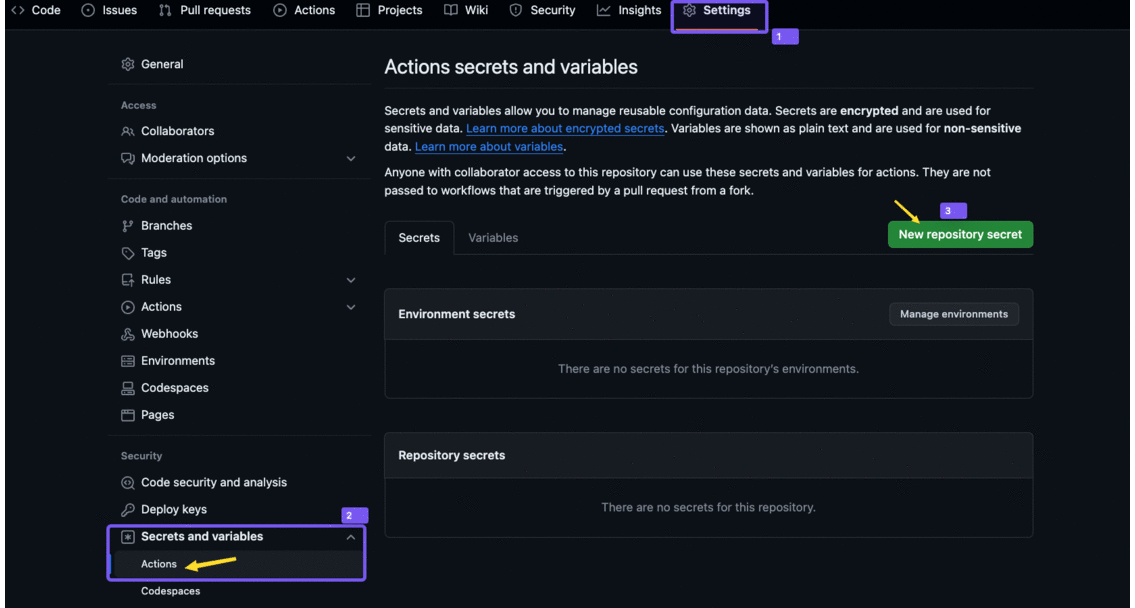 Code Issues Pull requests Actions Projects Wiki Security Insights Settings
1
General
Access
Collaborators
Moderation options
Code and automation
Branches
Tags
Rules
Actions
Webhooks
Environments
Codespaces
Pages
Security
Code security and analysis
Deploy keys
2
Secrets and variables
Actions
Codespaces
Actions secrets and variables
Secrets and variables allow you to manage reusable configuration data. Secrets are encrypted and are used for
sensitive data. Learn more about encrypted secrets. Variables are shown as plain text and are used for non-sensitive
data. Learn more about variables.
Anyone with collaborator access to this repository can use these secrets and variables for actions. They are not
passed to workflows that are triggered by a pull request from a fork.
3
Secrets Variables New repository secret
Environment secrets Manage environments
There are no secrets for this repository's environments.
Repository secrets
There are no secrets for this repository.